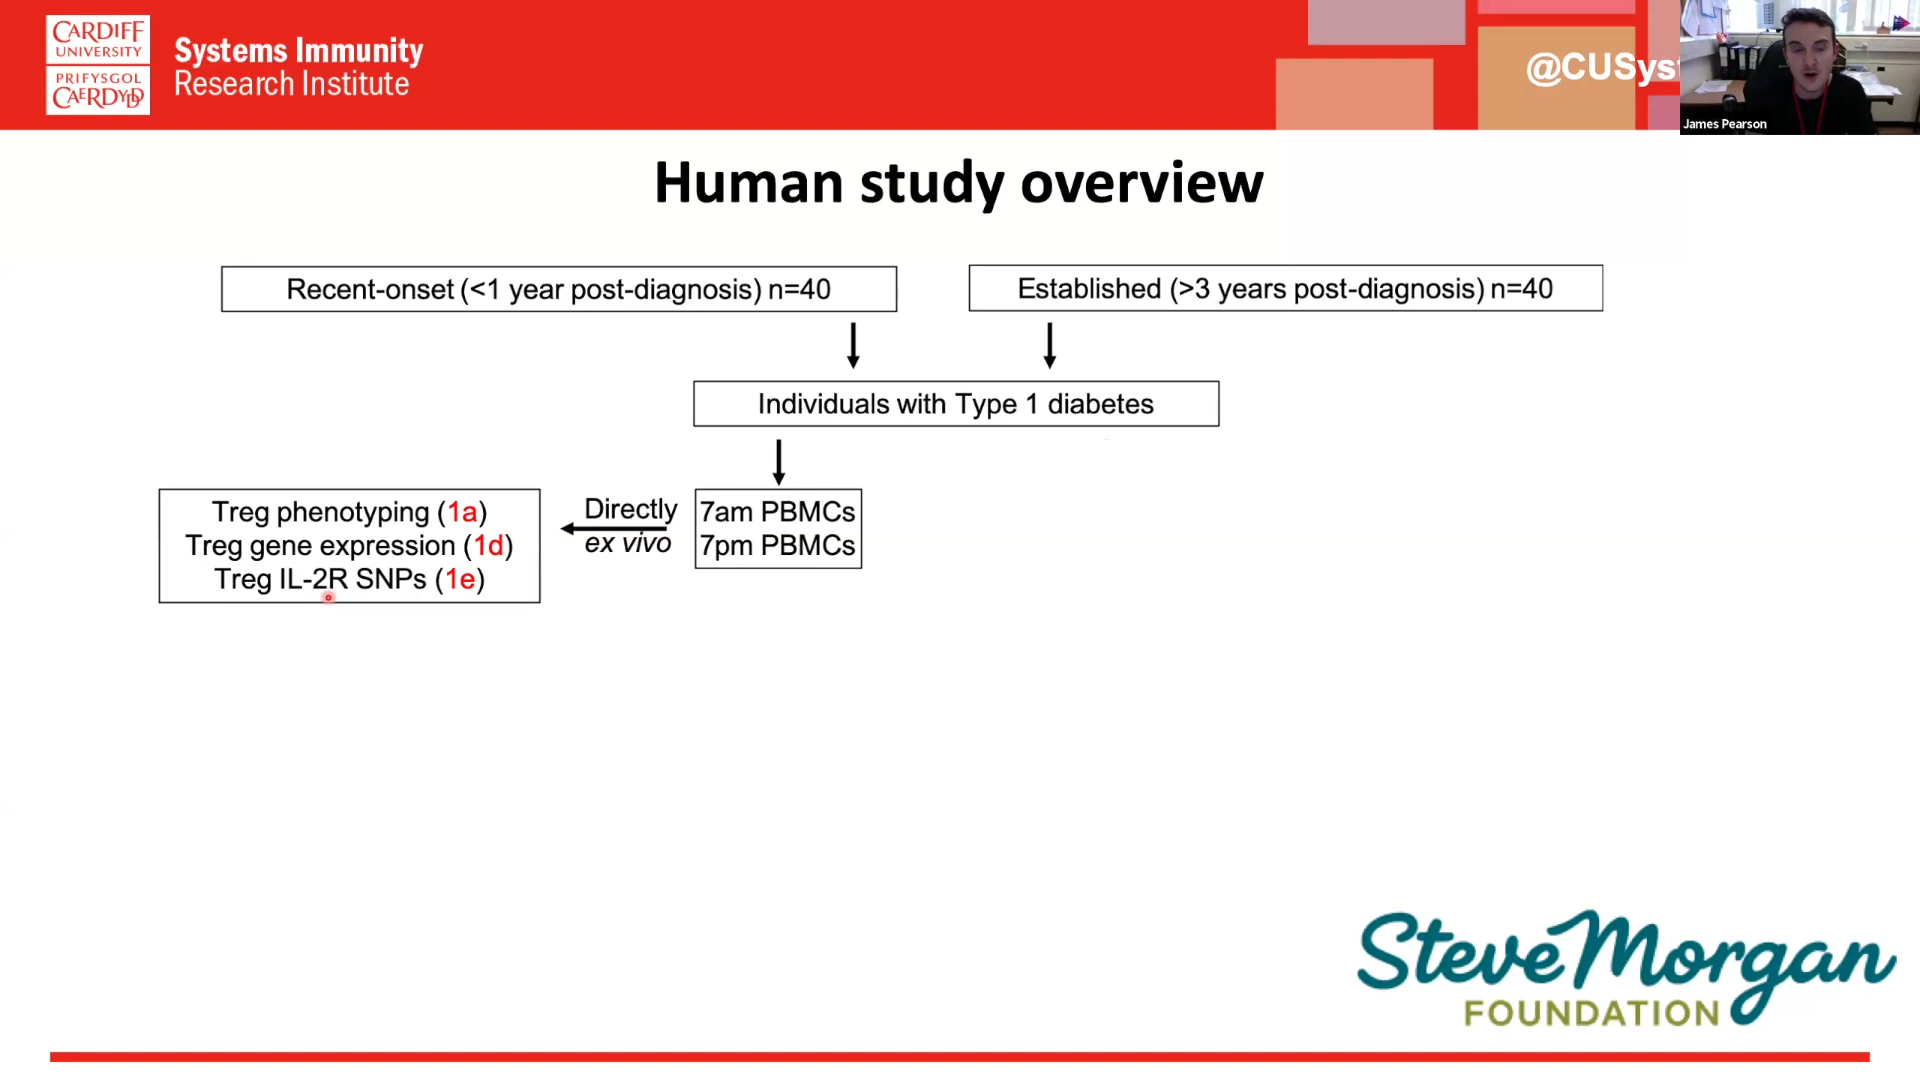 CARDIFF
UNIVERSITY
PRIFYSGOL
CAERDYDD
Systems Immunity
Research Institute
@CUSys
James Pearson
Human study overview
Recent-onset (<1 year post-diagnosis) n=40
Established (>3 years post-diagnosis) n=40
Individuals with Type 1 diabetes
Treg phenotyping (1a)
Treg gene expression (1d)
Treg IL-2R SNPs (1e)
Directly
ex vivo
7am PBMCs
7pm PBMCs
Steve Morgan
FOUNDATION